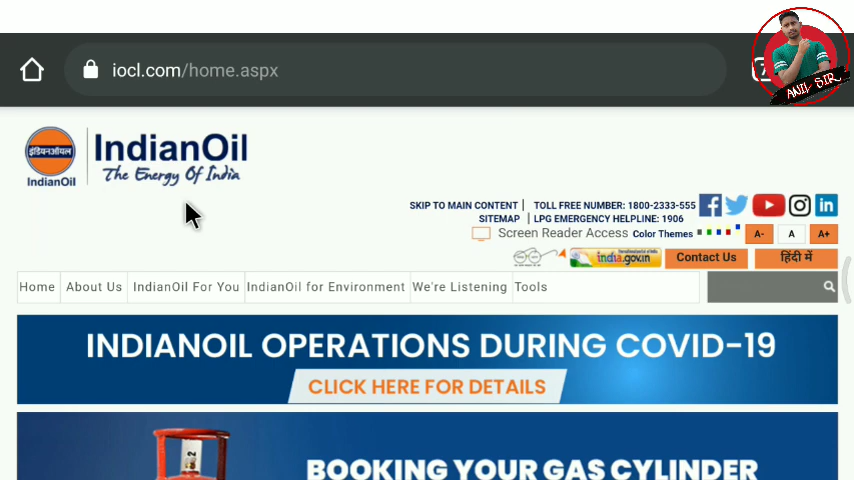 ANIL SIR
iocl.com/home.aspx
इंडियनऑयल
IndianOil
IndianOil
The Energy Of India
SKIP TO MAIN CONTENT | TOLL FREE NUMBER: 1800-2333-555
SITEMAP | LPG EMERGENCY HELPLINE: 1906
Screen Reader Access Color Themes A- A A+
india.gov.in Contact Us हिंदी में
Home About Us IndianOil For You IndianOil for Environment We're Listening Tools
INDIANOIL OPERATIONS DURING COVID-19
CLICK HERE FOR DETAILS
BOOKING YOUR GAS CYLINDER